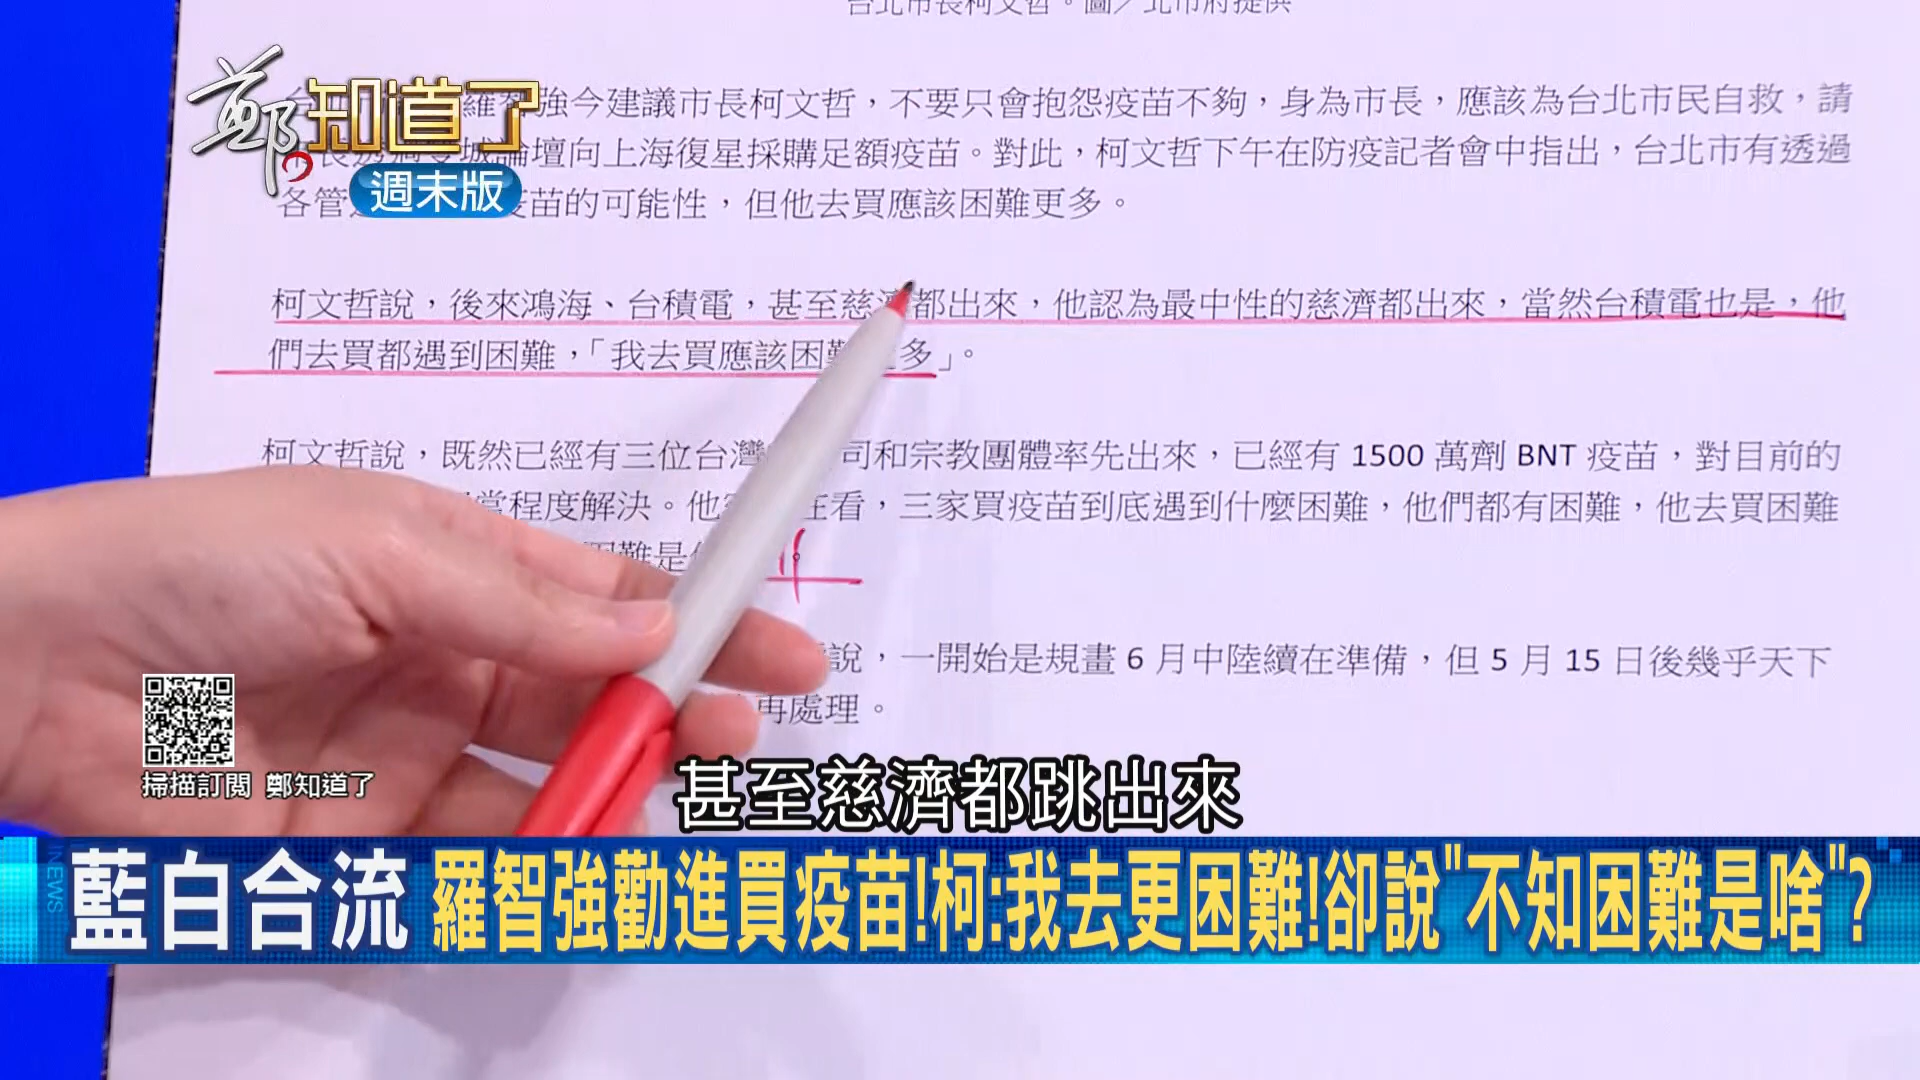 台北市長柯文哲。圖／北市府提供
鄭知道了
週末版
羅智強今建議市長柯文哲，不要只會抱怨疫苗不夠，身為市長，應該為台北市民自救，請
論壇向上海復星採購足額疫苗。對此，柯文哲下午在防疫記者會中指出，台北市有透過
各管 疫苗的可能性，但他去買應該困難更多。
柯文哲說，後來鴻海、台積電，甚至慈濟都出來，他認為最中性的慈濟都出來，當然台積電也是，他
們去買都遇到困難，「我去買應該困難 多」。
柯文哲說，既然已經有三位台灣 司和宗教團體率先出來，已經有 1500 萬劑 BNT 疫苗，對目前的
當程度解決。他 在看，三家買疫苗到底遇到什麼困難，他們都有困難，他去買困難
困難是
說，一開始是規畫 6 月中陸續在準備，但 5 月 15 日後幾乎天下
再處理。
掃描訂閱 鄭知道了
甚至慈濟都跳出來
NEWS
藍白合流 羅智強勸進買疫苗!柯:我去更困難!卻說"不知困難是啥"?